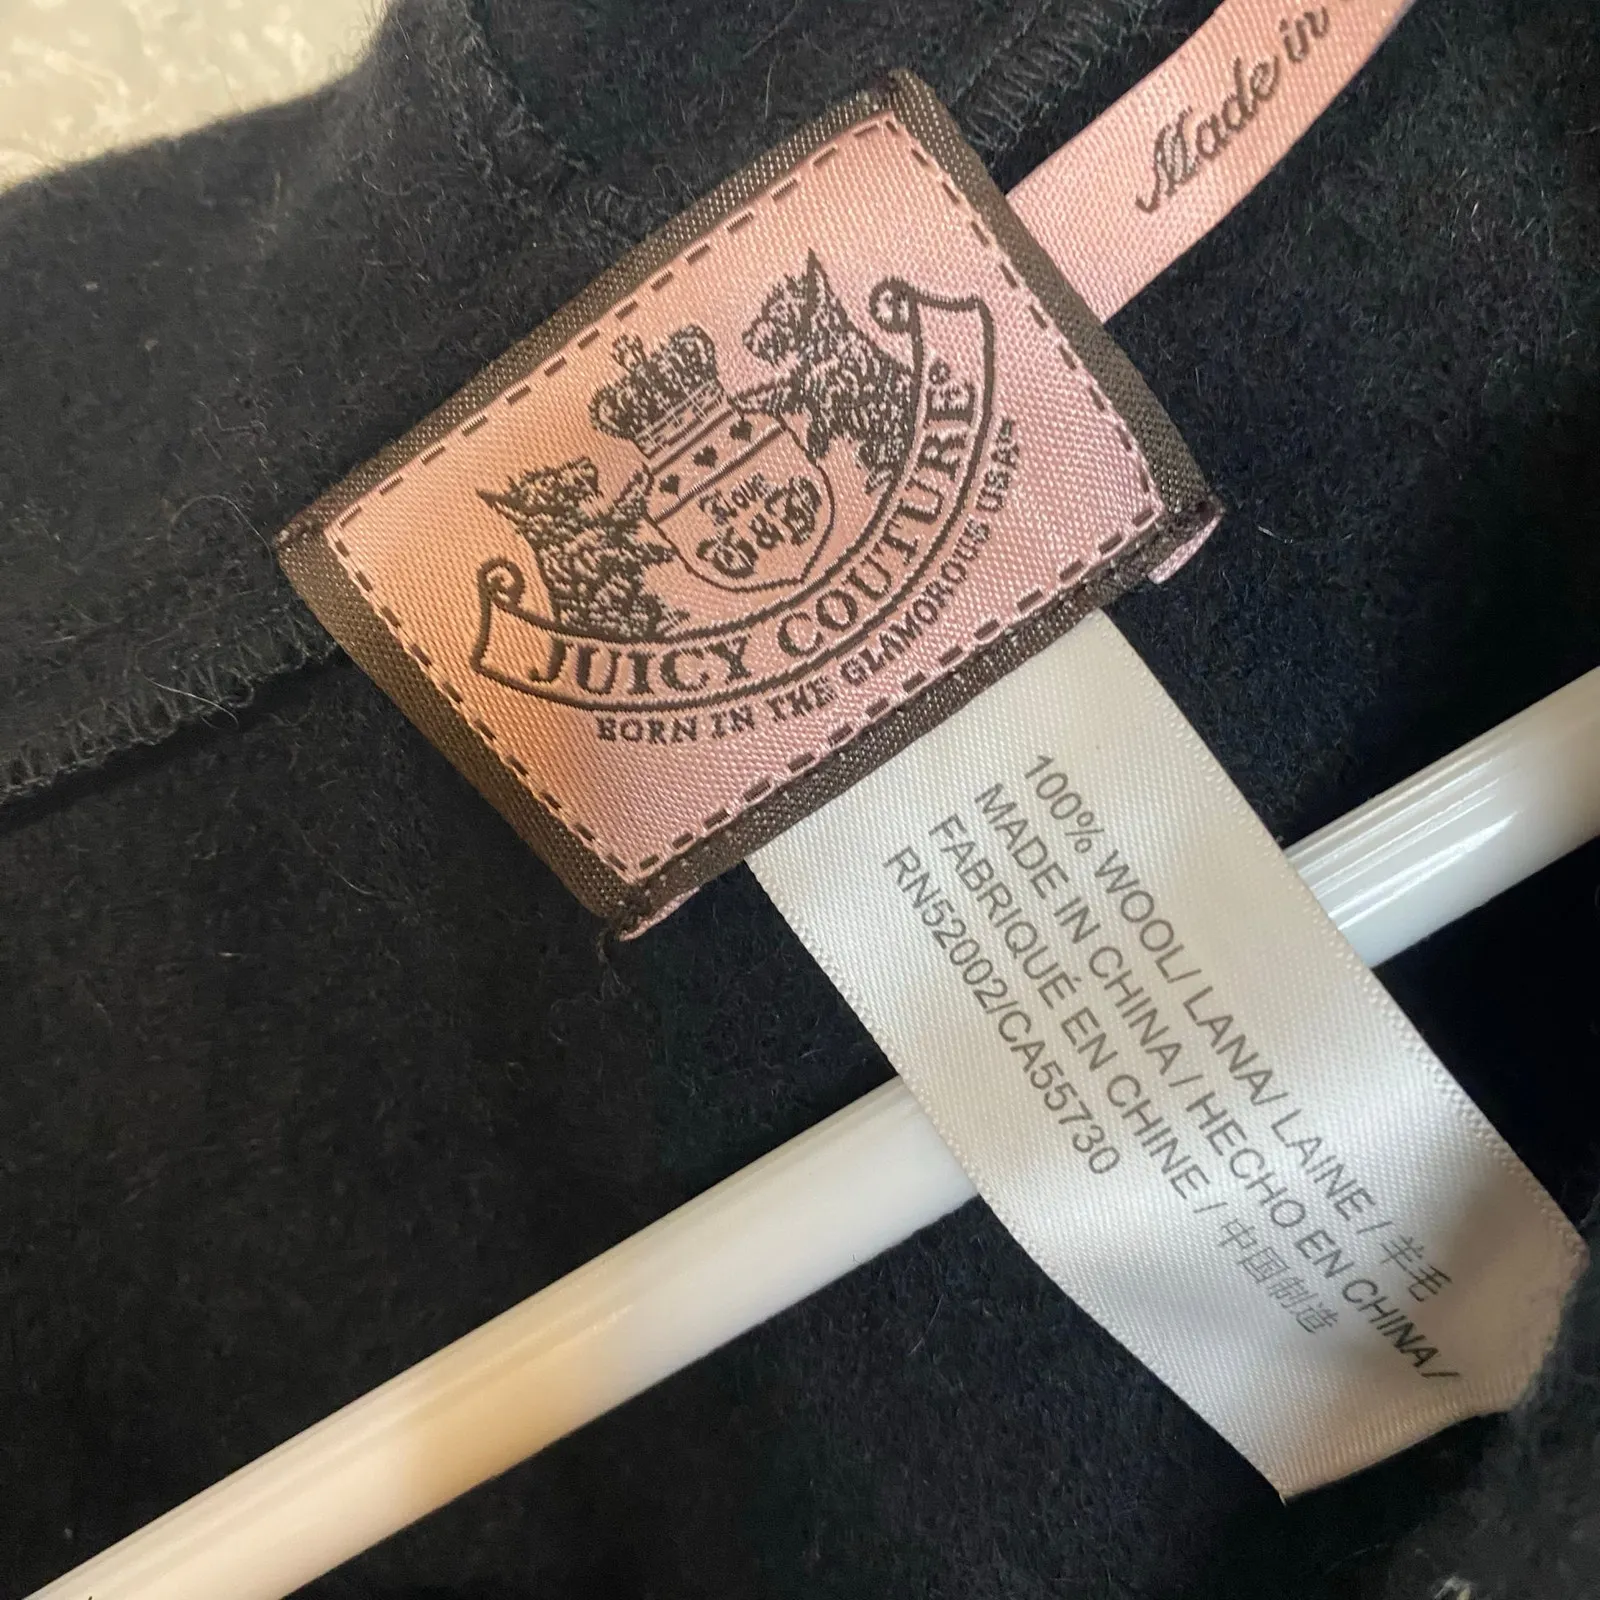 Made in
Love
G&P
JUICY COUTURE
BORN IN THE GLAMOROUS USA
100% WOOL/ LANA/ LAINE / 羊毛
MADE IN CHINA / HECHO EN CHINA /
FABRIQUÉ EN CHINE / 中国制造
RN52002/CA55730